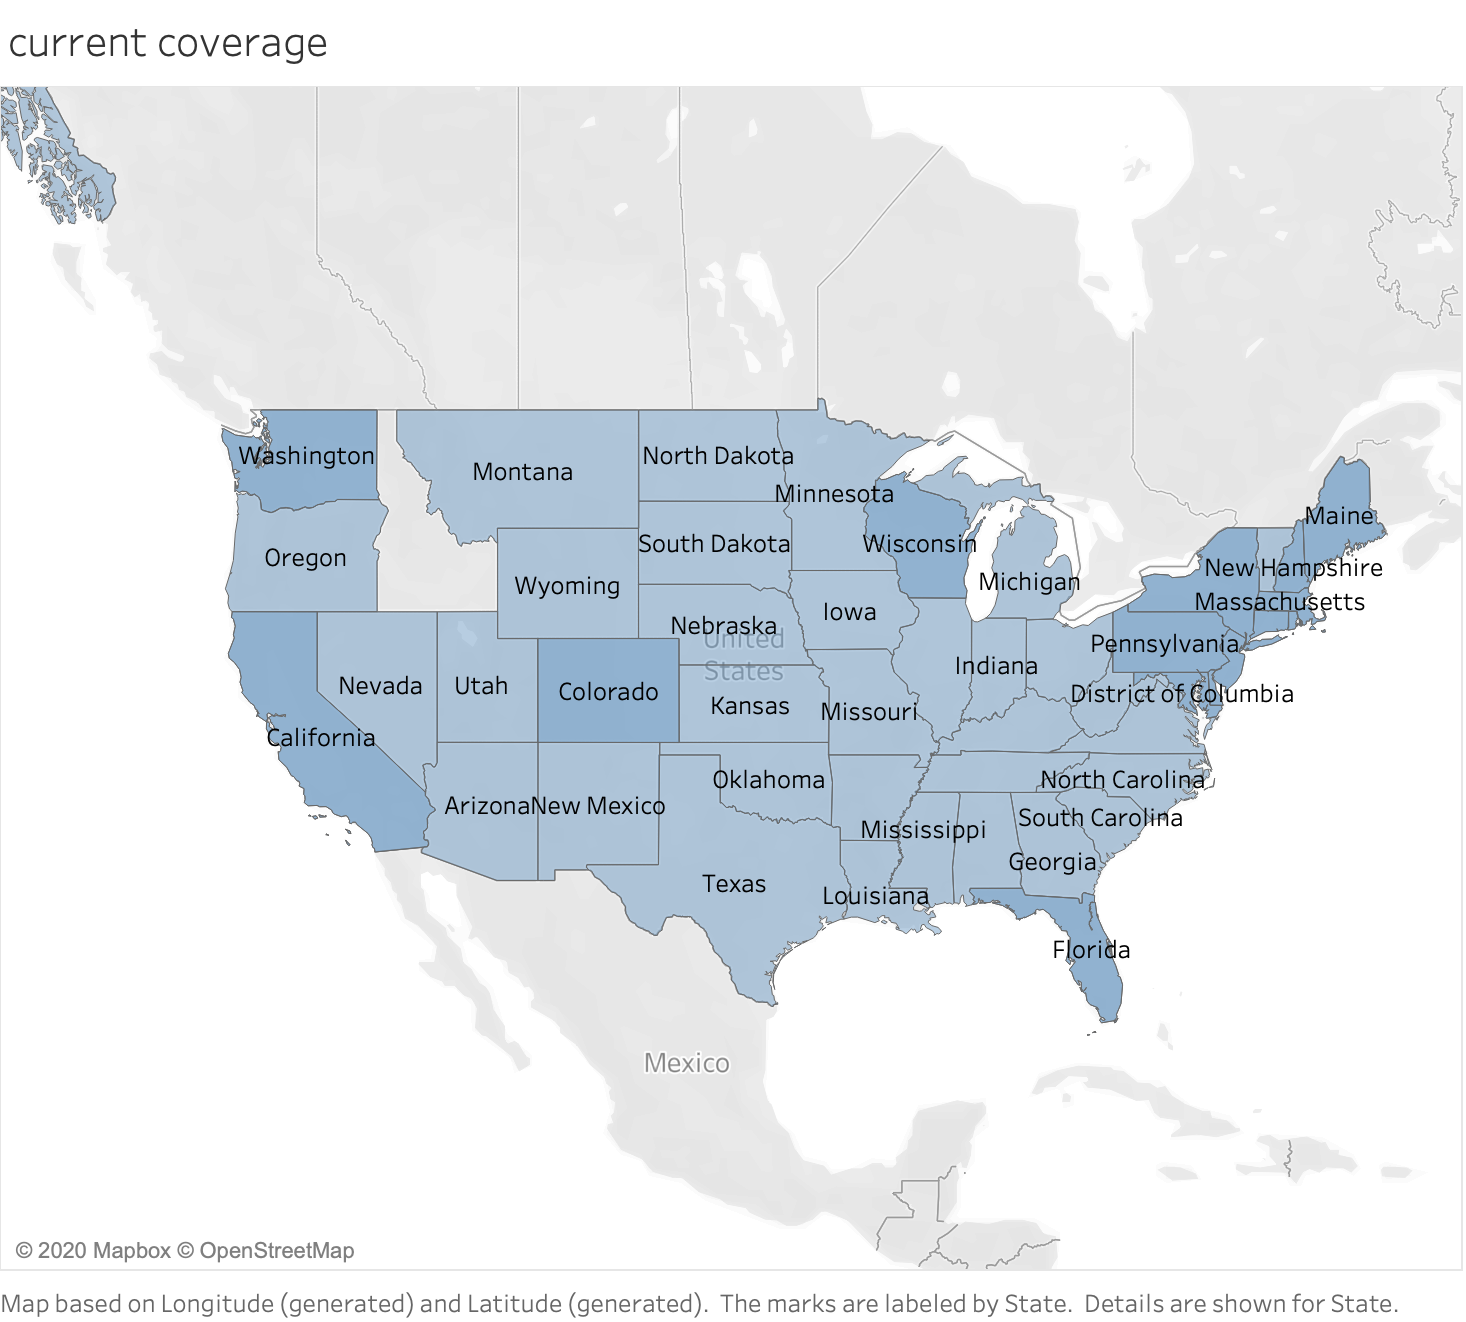 current coverage
Washington
Montana
North Dakota
Minnesota
Maine
Oregon
Wyoming
South Dakota
Wisconsin
Michigan
New Hampshire
Massachusetts
Iowa
Nebraska
United
States
Pennsylvania
Indiana
Nevada
Utah
Colorado
Kansas
Missouri
District of Columbia
California
Arizona
New Mexico
Oklahoma
North Carolina
Mississippi
South Carolina
Georgia
Texas
Louisiana
Florida
Mexico
© 2020 Mapbox © OpenStreetMap
Map based on Longitude (generated) and Latitude (generated).  The marks are labeled by State.  Details are shown for State.